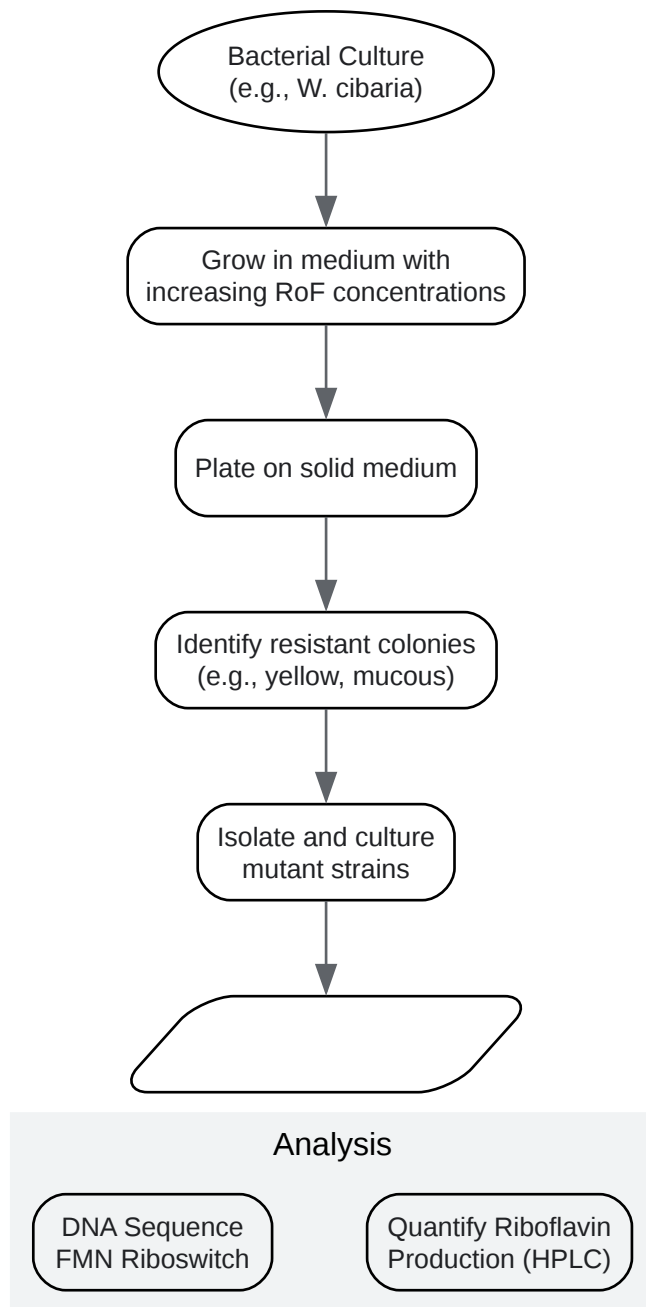 Bacterial Culture
(e.g., W. cibaria)
Grow in medium with
increasing RoF concentrations
Plate on solid medium
Identify resistant colonies
(e.g., yellow, mucous)
Isolate and culture
mutant strains
Analysis
DNA Sequence
FMN Riboswitch
Quantify Riboflavin
Production (HPLC)